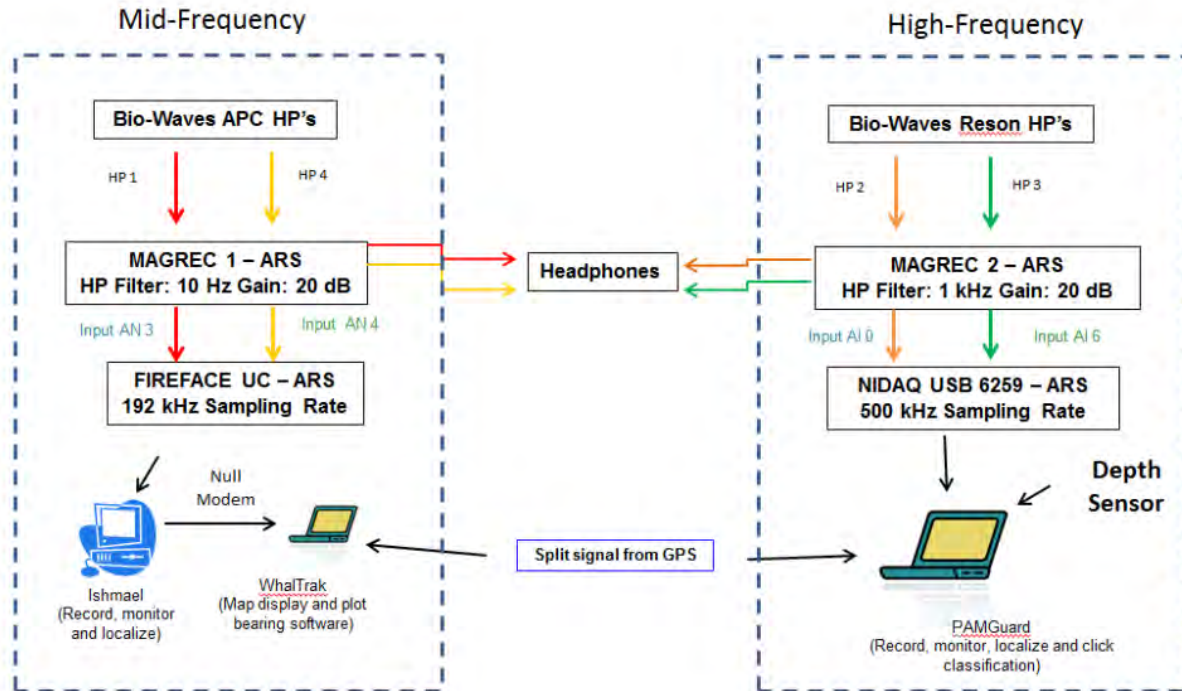 Mid-Frequency
Bio-Waves APC HP's
HP 1
HP 4
MAGREC 1 – ARS
HP Filter: 10 Hz Gain: 20 dB
Input AN 3
Input AN 4
FIREFACE UC – ARS
192 kHz Sampling Rate
Null
Modem
Ishmael
(Record, monitor
and localize)
WhalTrak
(Map display and plot
bearing software)
Headphones
Split signal from GPS
High-Frequency
Bio-Waves Reson HP's
HP 2
HP 3
MAGREC 2 – ARS
HP Filter: 1 kHz Gain: 20 dB
Input AI 0
Input AI 6
NIDAQ USB 6259 – ARS
500 kHz Sampling Rate
Depth
Sensor
PAMGuard
(Record, monitor, localize and click
classification)